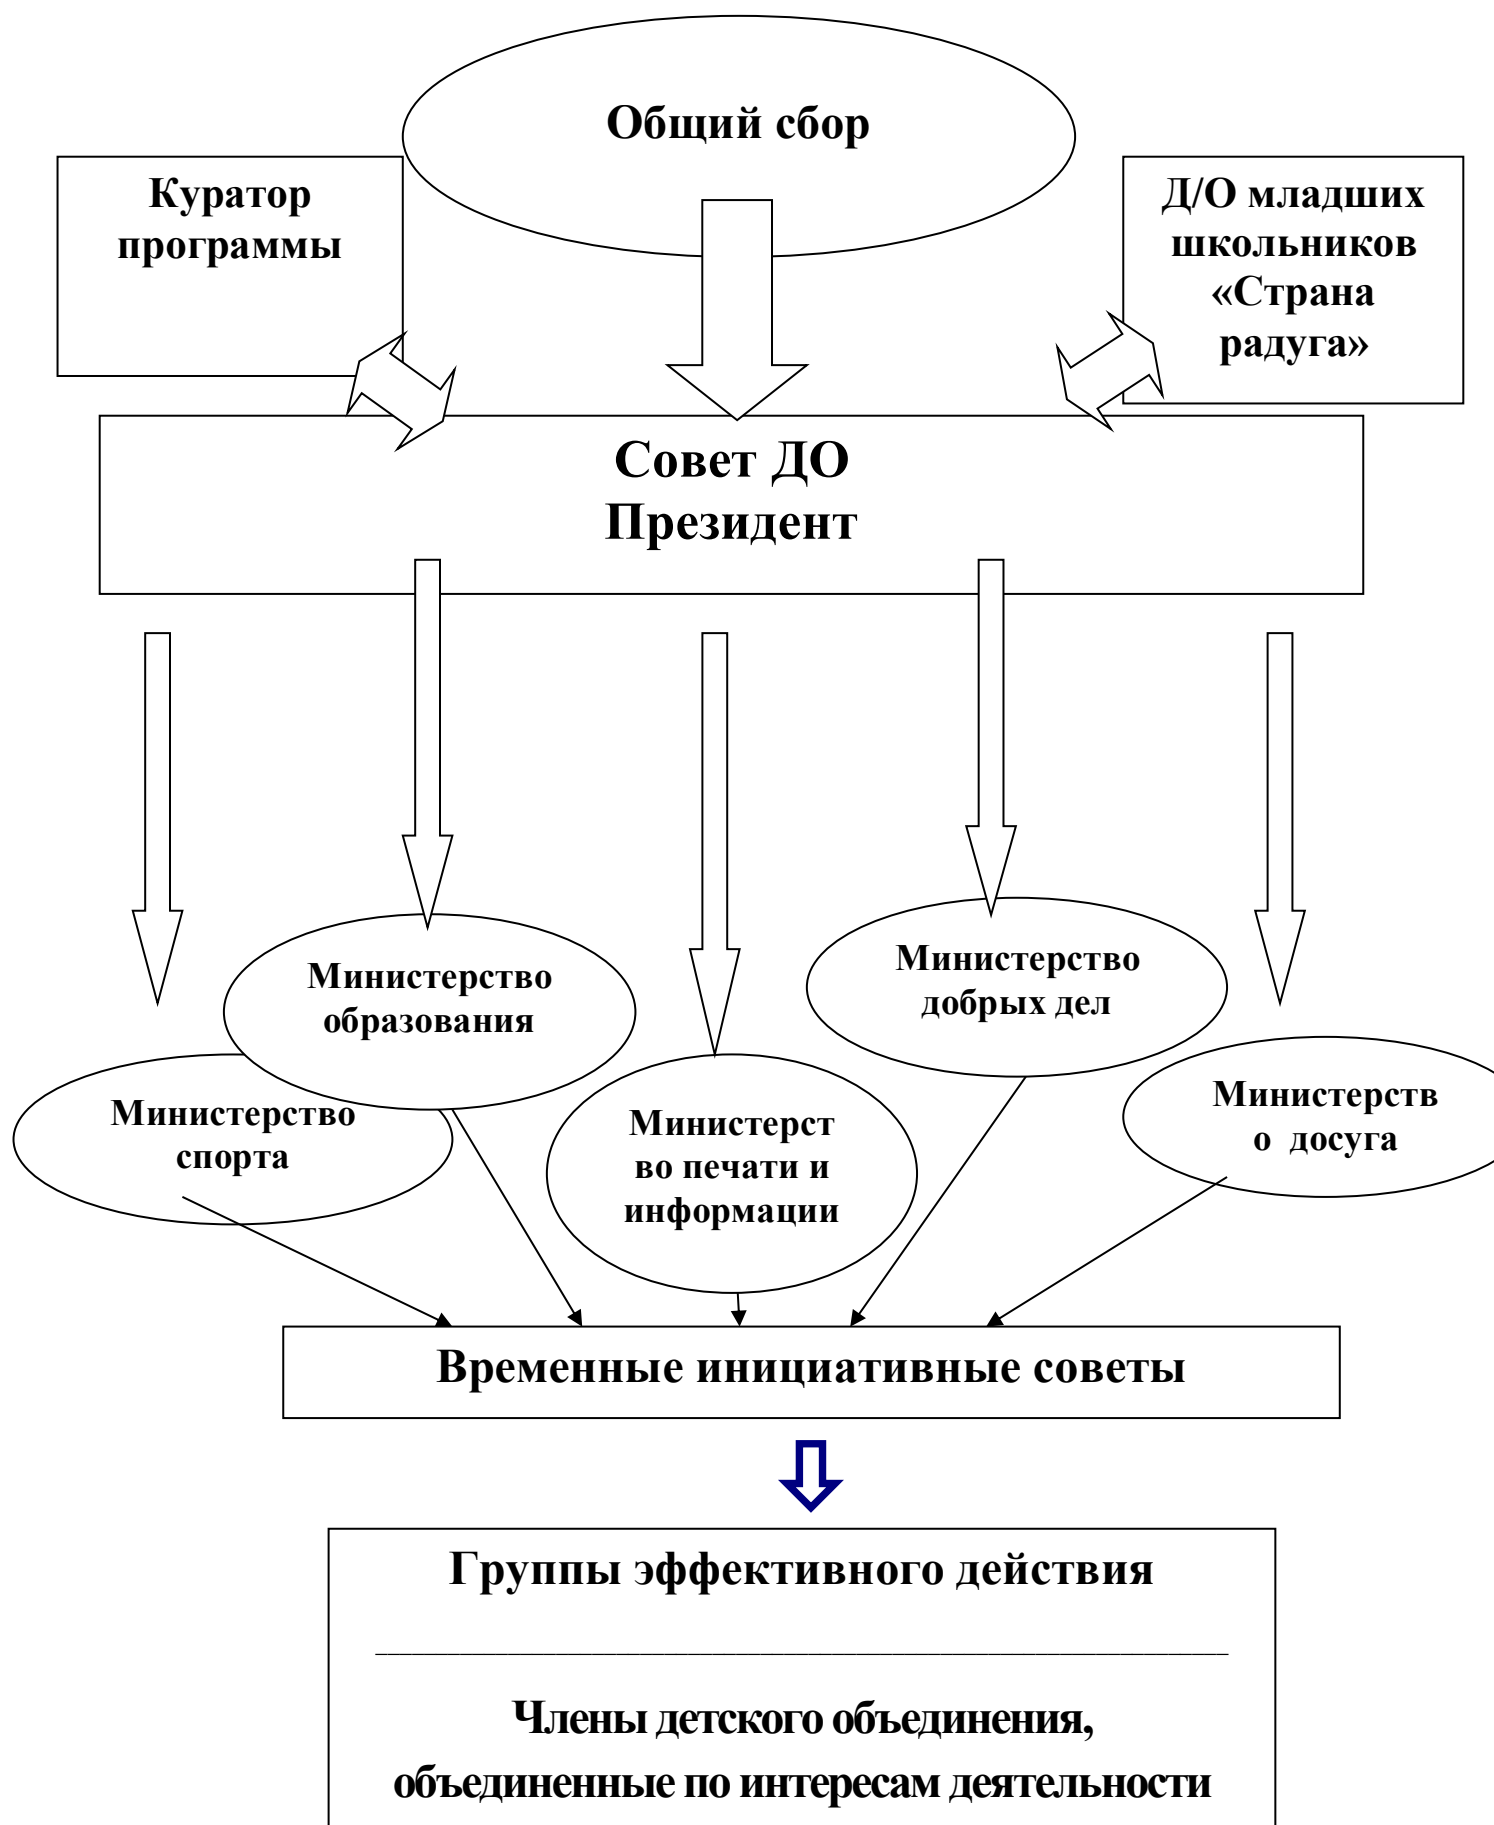 Общий сбор
Куратор
программы
Д/О младших
школьников
«Страна
радуга»
Совет ДО
Президент
Министерство
образования
Министерство
добрых дел
Министерство
спорта
Министерст
во печати и
информации
Министерств
о досуга
Временные инициативные советы
Группы эффективного действия
Члены детского объединения,
объединенные по интересам деятельности